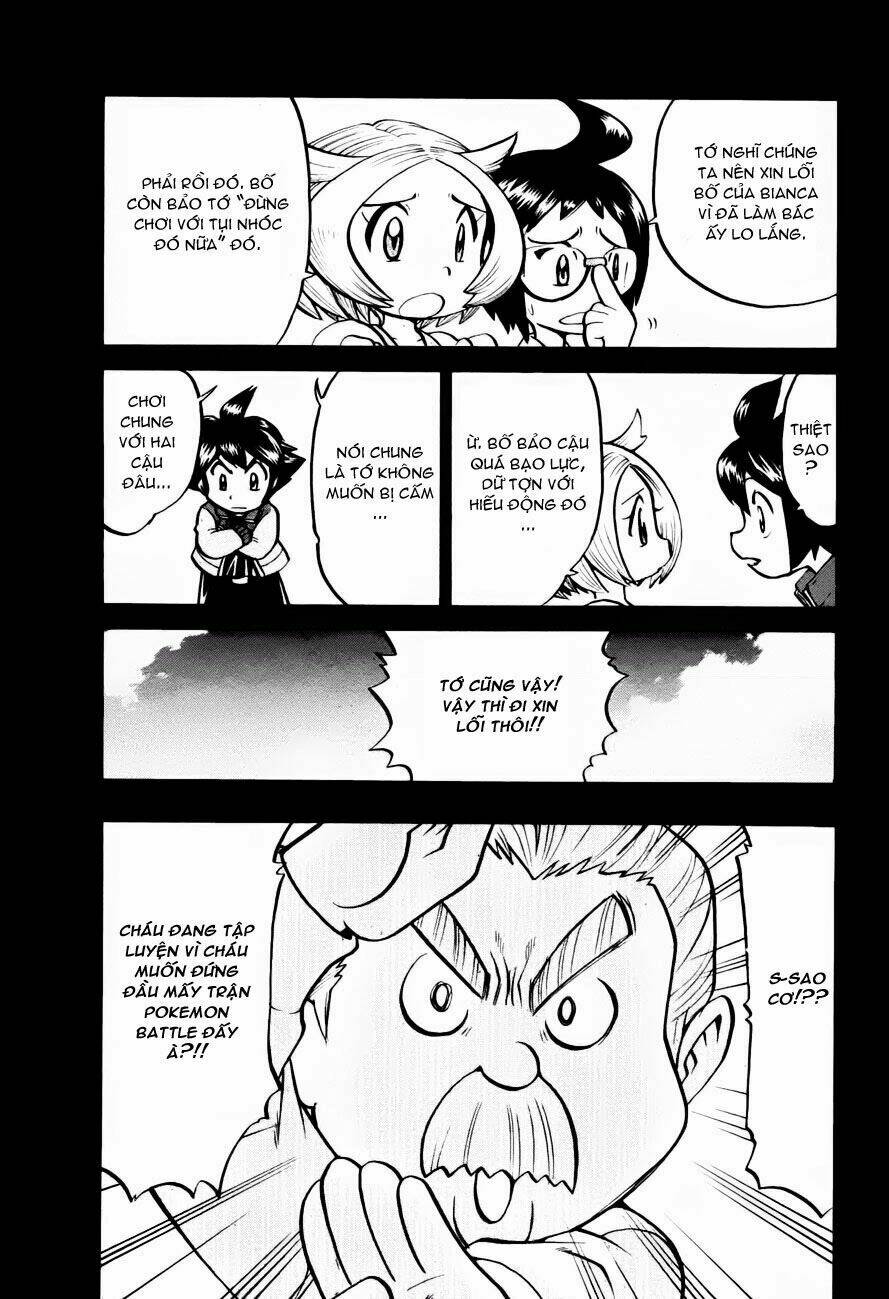 TỚ NGHĨ CHÚNG
TA NÊN XIN LỖI
BỐ CỦA BIANCA
VÌ ĐÃ LÀM BÁC
ẤY LO LẮNG.
PHẢI RỒI ĐÓ. BỐ
CÒN BẢO TỚ "ĐỪNG
CHƠI VỚI TỤI NHÓC
ĐÓ NỮA" ĐÓ.
THIỆT
SAO
?
Ừ. BỐ BẢO CẬU
QUÁ BẠO LỰC,
DỮ TỢN VỚI
HIẾU ĐỘNG ĐÓ
...
NÓI CHUNG
LÀ TỚ KHÔNG
MUỐN BỊ CẤM
...
CHƠI
CHUNG
VỚI HAI
CẬU
ĐÂU...
TỚ CŨNG VẬY!
VẬY THÌ ĐI XIN
LỖI THÔI!!
S-SAO
CƠ!??
CHÁU ĐANG TẬP
LUYỆN VÌ CHÁU
MUỐN ĐỨNG
ĐẦU MẤY TRẬN
POKEMON
BATTLE ĐẤY
À?!!